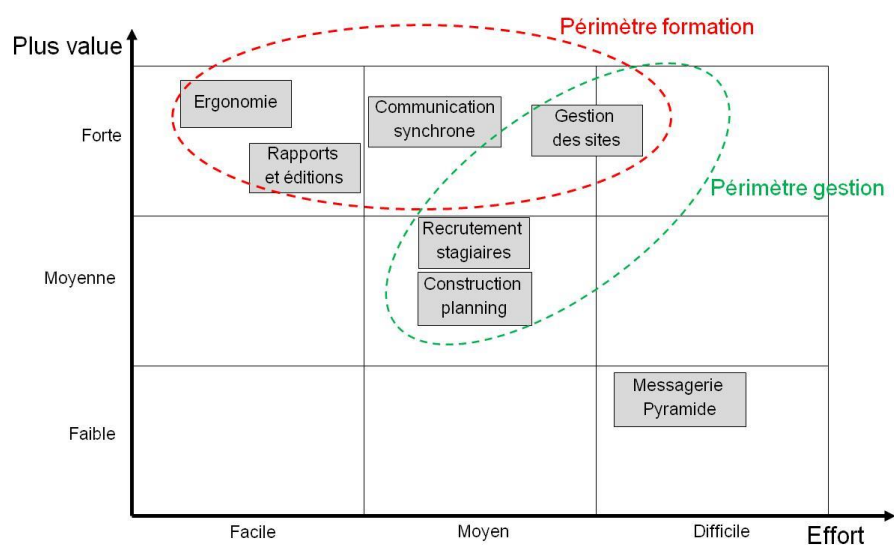 Périmètre formation
Plus value
Ergonomie
Communication
synchrone
Gestion
des sites
Forte
Rapports
et éditions
Périmètre gestion
Recrutement
stagiaires
Moyenne
Construction
planning
Messagerie
Pyramide
Faible
Facile
Moyen
Difficile
Effort